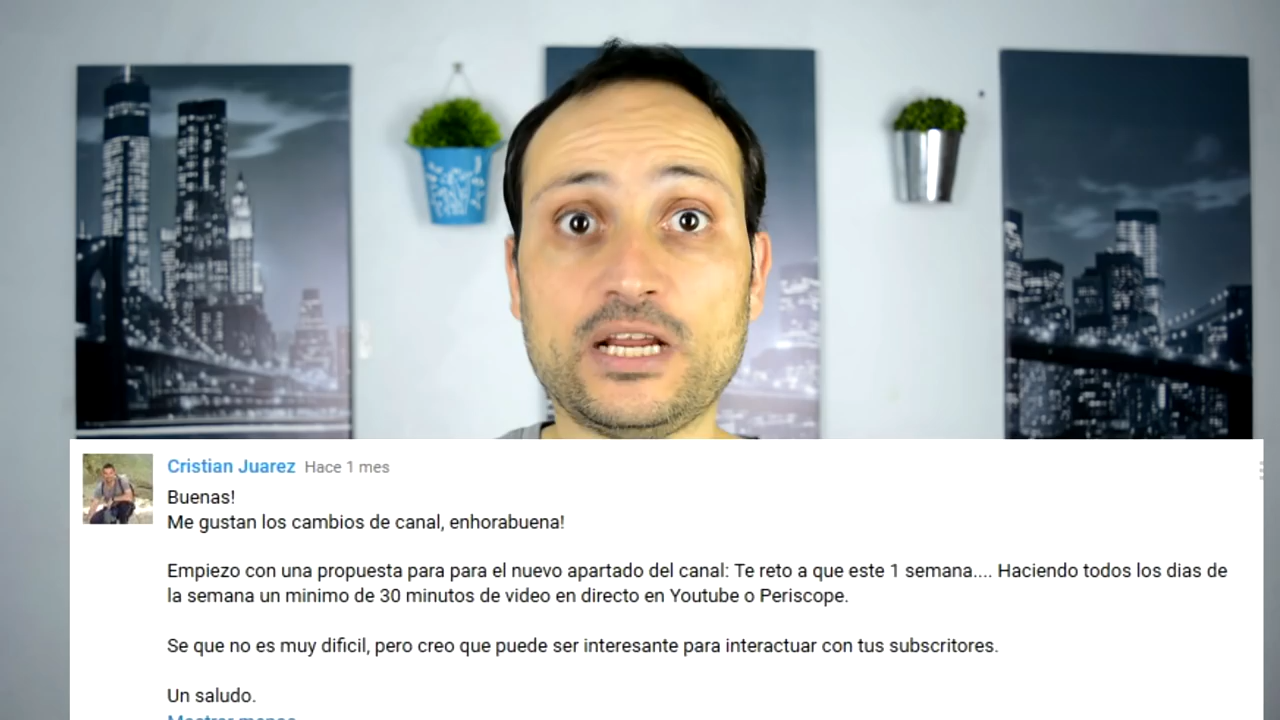 Cristian Juarez Hace 1 mes
Buenas!
Me gustan los cambios de canal, enhorabuena!
Empiezo con una propuesta para para el nuevo apartado del canal: Te reto a que este 1 semana.... Haciendo todos los dias de
la semana un minimo de 30 minutos de video en directo en Youtube o Periscope.
Se que no es muy dificil, pero creo que puede ser interesante para interactuar con tus subscritores.
Un saludo.
Mostrar menos